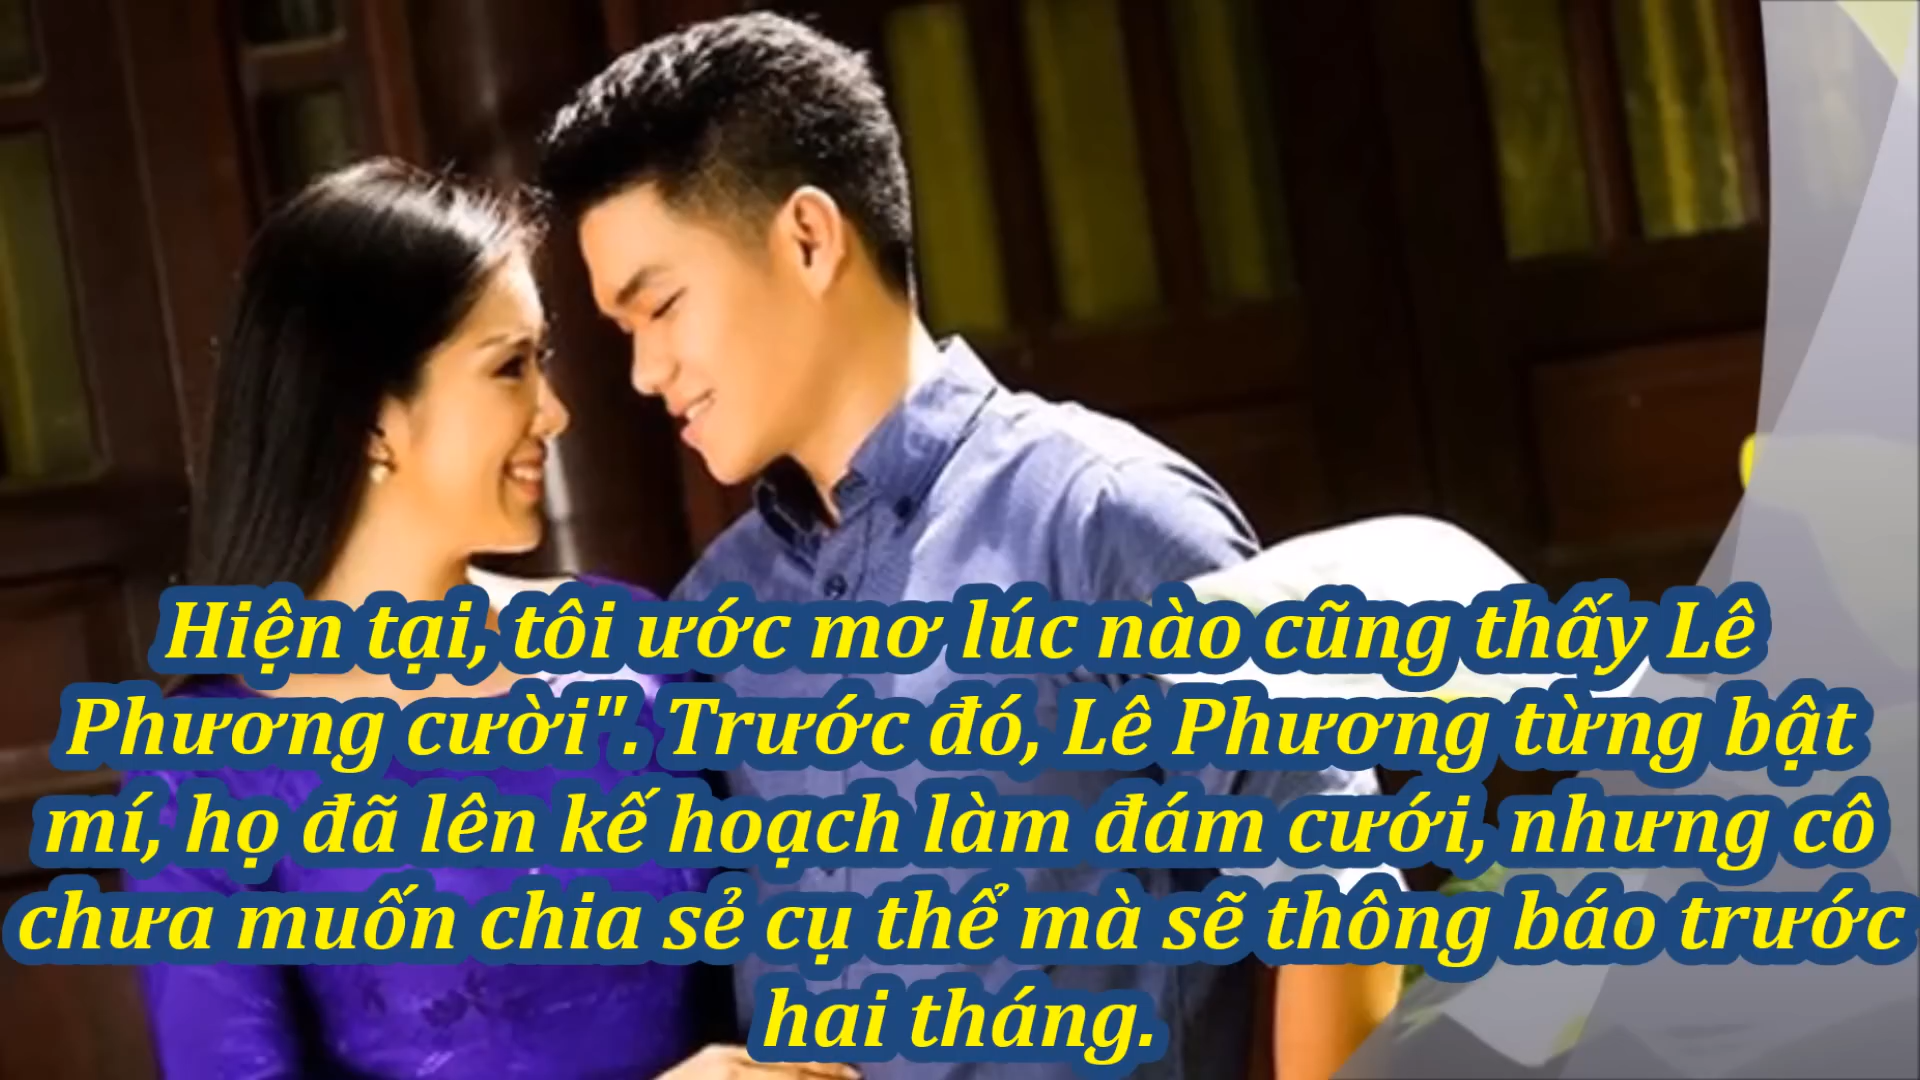 Hiện tại, tôi ước mơ lúc nào cũng thấy Lê
Phương cười". Trước đó, Lê Phương từng bật
mí, họ đã lên kế hoạch làm đám cưới, nhưng cô
chưa muốn chia sẻ cụ thể mà sẽ thông báo trước
hai tháng.